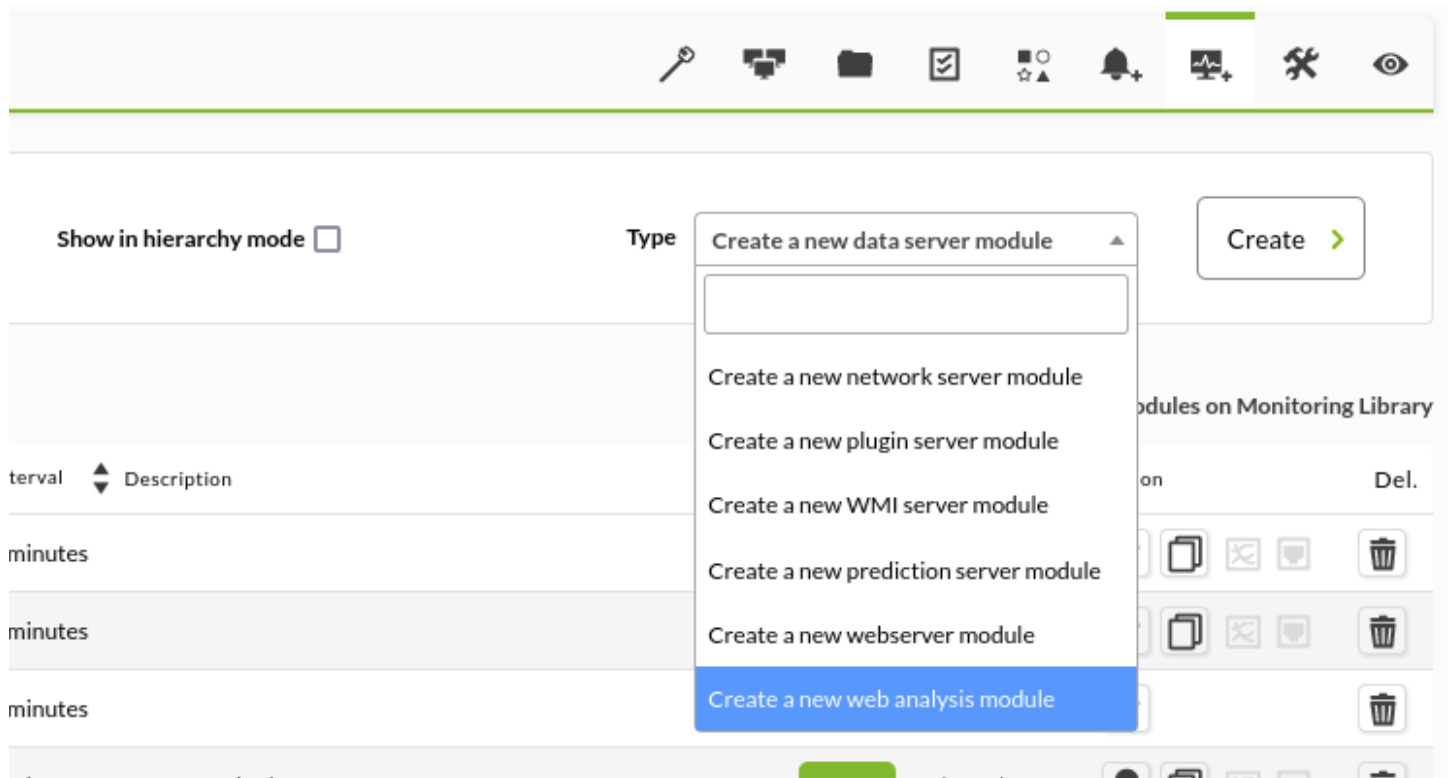 Show in hierarchy mode
Type
Create a new data server module
Create
Create a new network server module
Create a new plugin server module
Create a new WMI server module
Create a new prediction server module
Create a new webserver module
Create a new web analysis module
odules on Monitoring Library
terval
Description
on
Del.
minutes
minutes
minutes